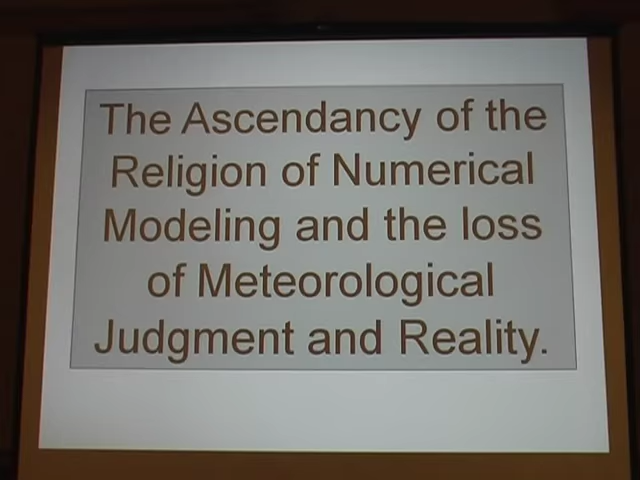 The Ascendancy of the
Religion of Numerical
Modeling and the loss
of Meteorological
Judgment and Reality.